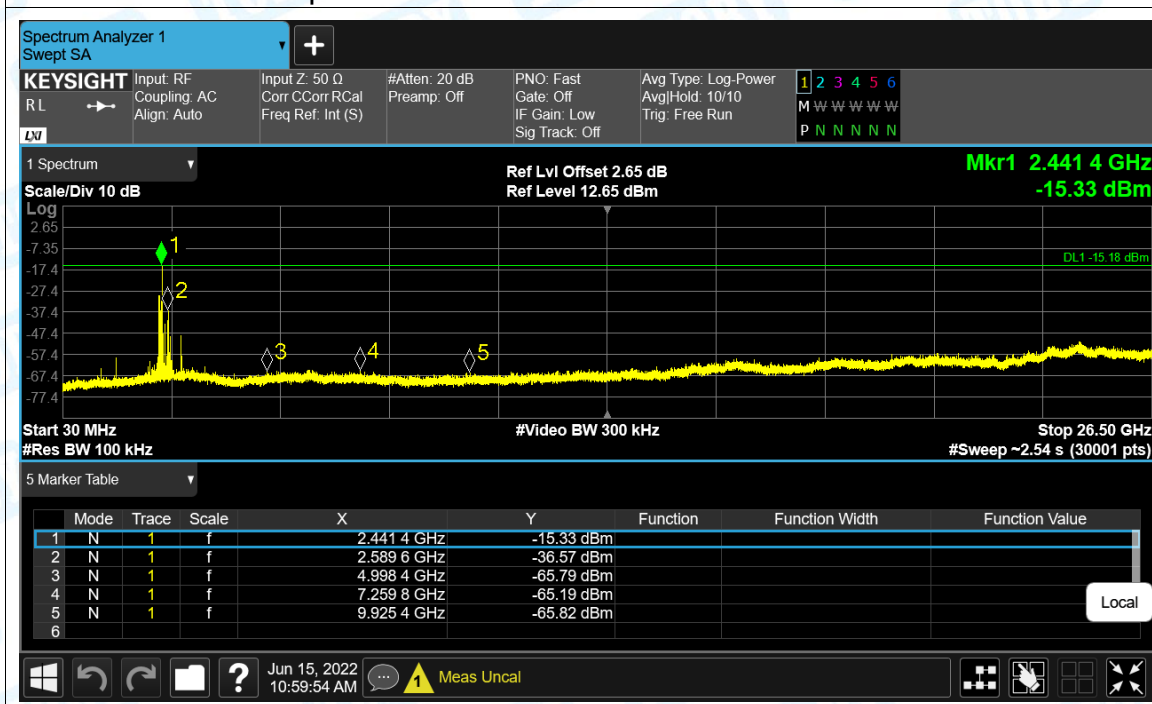 Spectrum Analyzer 1
Swept SA
+
KEYSIGHT
RL
LXI
Input: RF
Coupling: AC
Align: Auto
Input Z: 50 Ω
Corr CCorr RCal
Freq Ref: Int (S)
#Atten: 20 dB
Preamp: Off
PNO: Fast
Gate: Off
IF Gain: Low
Sig Track: Off
Avg Type: Log-Power
Avg|Hold: 10/10
Trig: Free Run
1 2 3 4 5 6
M W W W W W
P N N N N N
1 Spectrum
Scale/Div 10 dB
Ref Lvl Offset 2.65 dB
Ref Level 12.65 dBm
Mkr1 2.441 4 GHz
-15.33 dBm
Log
2.65
-7.35
-17.4
-27.4
-37.4
-47.4
-57.4
-67.4
-77.4
1
2
3
4
5
DL1 -15.18 dBm
Start 30 MHz
#Res BW 100 kHz
#Video BW 300 kHz
Stop 26.50 GHz
#Sweep ~2.54 s (30001 pts)
5 Marker Table
Mode Trace Scale X Y Function Function Width Function Value
1 N 1 f 2.441 4 GHz -15.33 dBm
2 N 1 f 2.589 6 GHz -36.57 dBm
3 N 1 f 4.998 4 GHz -65.79 dBm
4 N 1 f 7.259 8 GHz -65.19 dBm
5 N 1 f 9.925 4 GHz -65.82 dBm
6
Local
?
Jun 15, 2022
10:59:54 AM
1
Meas Uncal